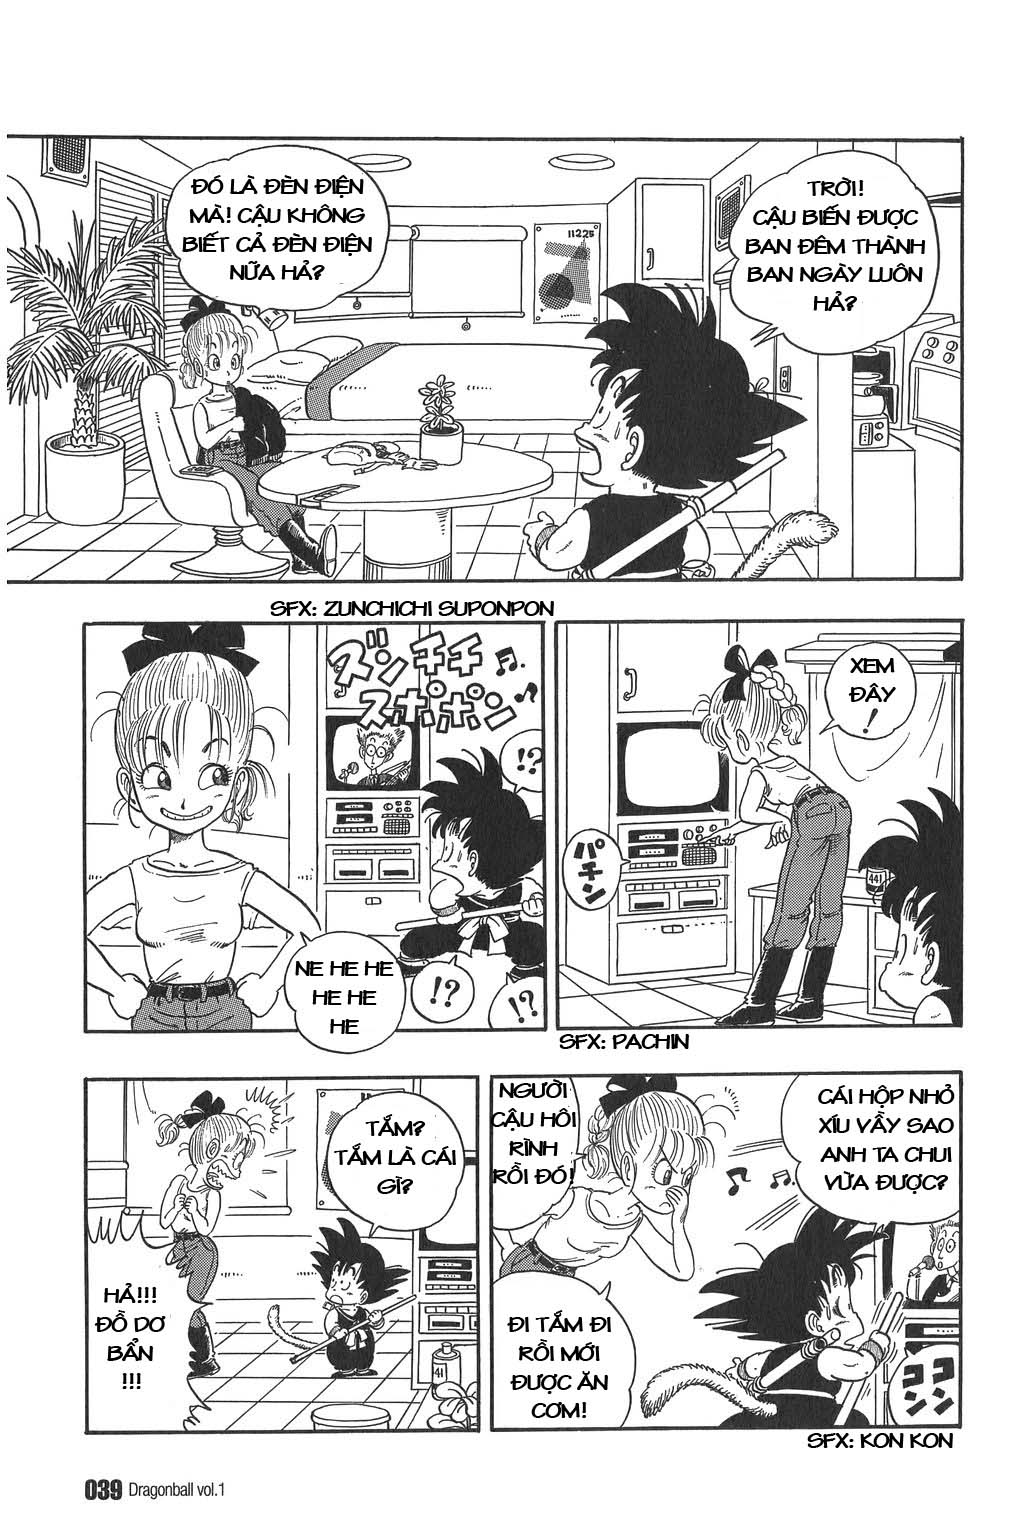 TRỜI!
CẬU BIẾN ĐƯỢC
BAN ĐÊM THÀNH
BAN NGÀY LUÔN
HẢ?
ĐÓ LÀ ĐÈN ĐIỆN
MÀ! CẬU KHÔNG
BIẾT CẢ ĐÈN ĐIỆN
NỮA HẢ?
11225
SFX: ZUNCHICHI SUPONPON
XEM
ĐÂY
!
パチン
441
SFX: PACHIN
ズンチチ
スポポポン
!?
!?
!?
NE HE HE
HE HE
HE
CÁI HỘP NHỎ
XÍU VẦY SAO
ANH TA CHUI
VỪA ĐƯỢC?
NGƯỜI
CẬU HÔI
RÌNH
RỒI ĐÓ!
ĐI TẮM ĐI
RỒI MỚI
ĐƯỢC ĂN
CƠM!
コンコン
SFX: KON KON
TẮM?
TẮM LÀ CÁI
GÌ?
HẢ!!!
ĐỒ DƠ
BẨN
!!!
41
039 Dragonball vol.1